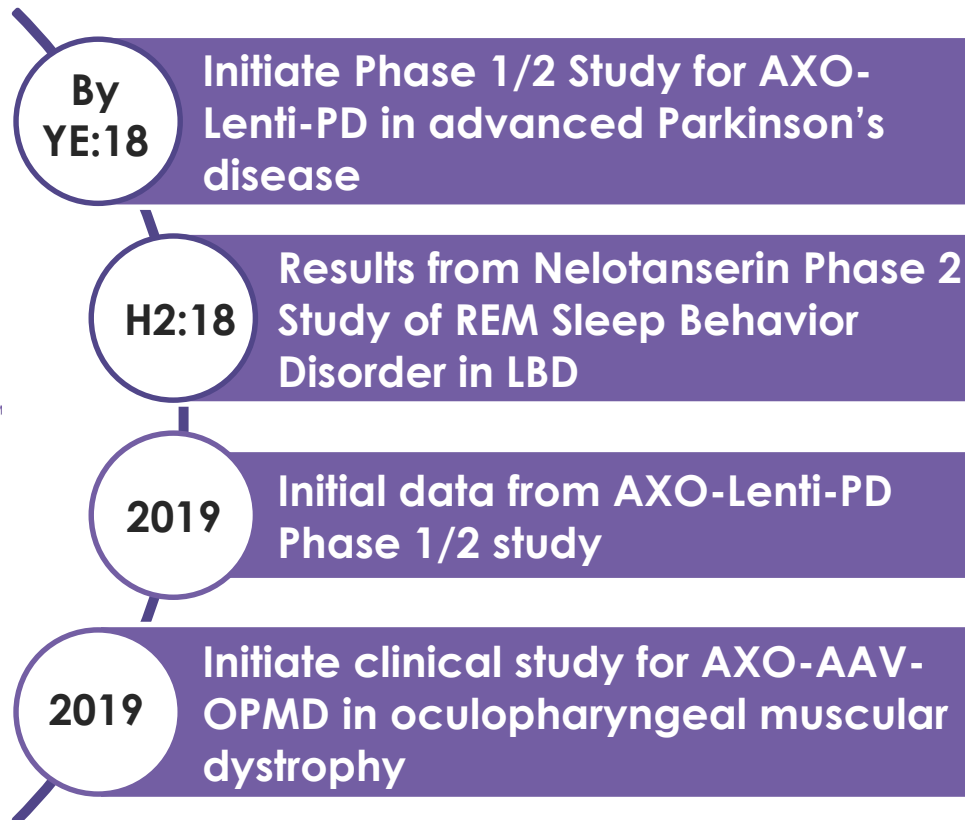 By
YE:18
Initiate Phase 1/2 Study for AXO-
Lenti-PD in advanced Parkinson's
disease
H2:18
Results from Nelotanserin Phase 2
Study of REM Sleep Behavior
Disorder in LBD
2019
Initial data from AXO-Lenti-PD
Phase 1/2 study
2019
Initiate clinical study for AXO-AAV-
OPMD in oculopharyngeal muscular
dystrophy